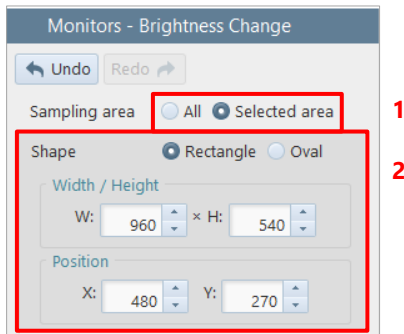 Monitors - Brightness Change
Undo Redo
Sampling area All Selected area 1
Shape Rectangle Oval 2
Width / Height
W: 960 × H: 540
Position
X: 480 Y: 270